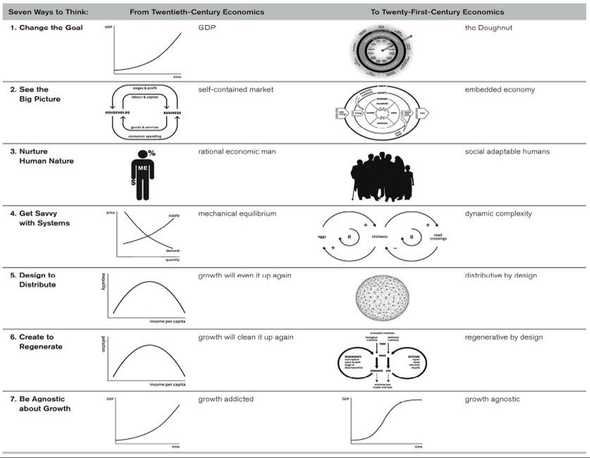 Seven Ways to Think:
From Twentieth-Century Economics
To Twenty-First-Century Economics
1. Change the Goal
GDP
time
GDP
the Doughnut
2. See the
Big Picture
wages & profit
labour & capital
HOUSEHOLDS
BUSINESS
goods & services
consumer spending
self-contained market
embedded economy
3. Nurture
Human Nature
%
$
ME
rational economic man
social adaptable humans
4. Get Savvy
with Systems
price
supply
demand
quantity
mechanical equilibrium
eggs
R
chickens
B
road
crossings
+
+
+
−
dynamic complexity
5. Design to
Distribute
inequality
income per capita
growth will even it up again
distributive by design
6. Create to
Regenerate
pollution
income per capita
growth will clean it up again
regenerative by design
7. Be Agnostic
about Growth
GDP
time
growth addicted
GDP
time
growth agnostic